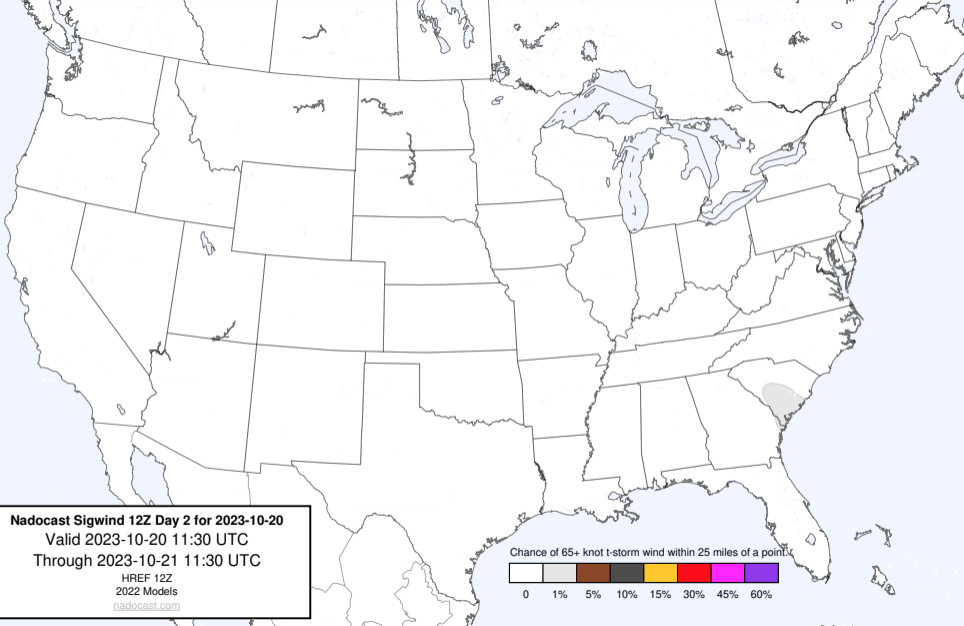 Nadocast Sigwind 12Z Day 2 for 2023-10-20
Valid 2023-10-20 11:30 UTC
Through 2023-10-21 11:30 UTC
HREF 12Z
2022 Models
nadocast.com
Chance of 65+ knot t-storm wind within 25 miles of a point.
0 1% 5% 10% 15% 30% 45% 60%